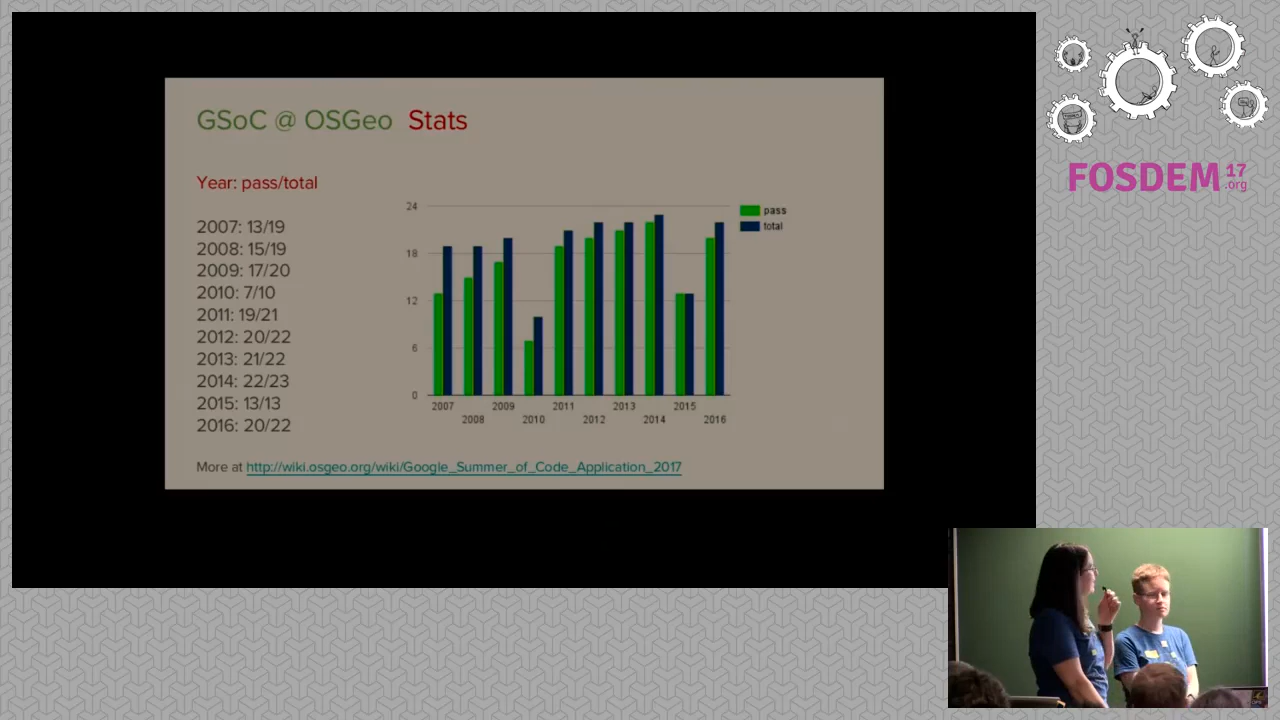 GSoC @ OSGeo Stats
Year: pass/total
2007: 13/19
2008: 15/19
2009: 17/20
2010: 7/10
2011: 19/21
2012: 20/22
2013: 21/22
2014: 22/23
2015: 13/13
2016: 20/22
24
18
12
6
0
2007 2009 2011 2013 2015
2008 2010 2012 2014 2016
pass
total
More at http://wiki.osgeo.org/wiki/Google_Summer_of_Code_Application_2017
FOSDEM 17
.org